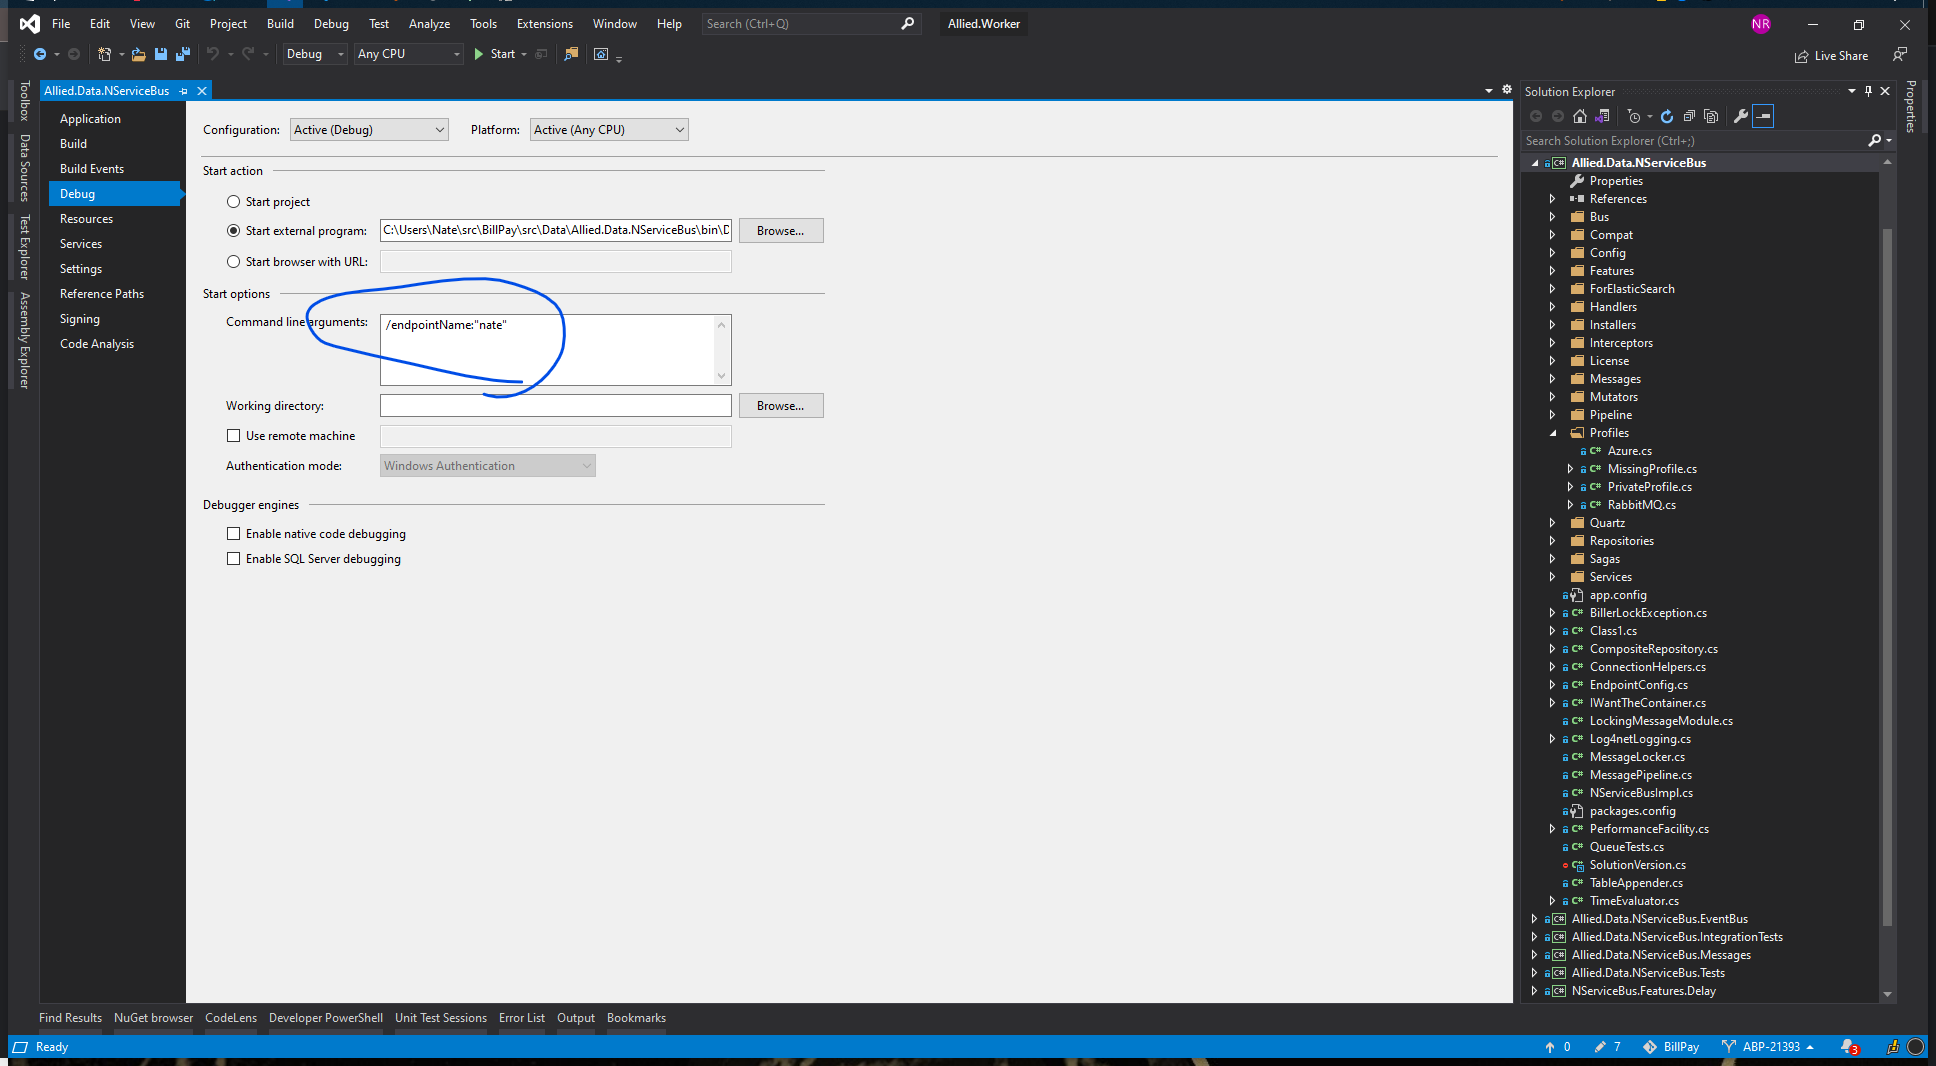 File Edit View Git Project Build Debug Test Analyze Tools Extensions Window Help Search (Ctrl+Q) Allied.Worker NR
Debug Any CPU Start Live Share
Toolbox
Data Sources
Test Explorer
Assembly Explorer
Allied.Data.NServiceBus
Application
Build
Build Events
Debug
Resources
Services
Settings
Reference Paths
Signing
Code Analysis
Configuration: Active (Debug) Platform: Active (Any CPU)
Start action
Start project
Start external program: C:\Users\Nate\src\BillPay\src\Data\Allied.Data.NServiceBus\bin\D Browse...
Start browser with URL:
Start options
Command line arguments: /endpointName:"nate"
Working directory: Browse...
Use remote machine
Authentication mode: Windows Authentication
Debugger engines
Enable native code debugging
Enable SQL Server debugging
Solution Explorer
Search Solution Explorer (Ctrl+;)
Allied.Data.NServiceBus
Properties
References
Bus
Compat
Config
Features
ForElasticSearch
Handlers
Installers
Interceptors
License
Messages
Mutators
Pipeline
Profiles
C# Azure.cs
C# MissingProfile.cs
C# PrivateProfile.cs
C# RabbitMQ.cs
Quartz
Repositories
Sagas
Services
app.config
C# BillerLockException.cs
C# Class1.cs
C# CompositeRepository.cs
C# ConnectionHelpers.cs
C# EndpointConfig.cs
C# IWantTheContainer.cs
C# LockingMessageModule.cs
C# Log4netLogging.cs
C# MessageLocker.cs
C# MessagePipeline.cs
C# NServiceBusImpl.cs
packages.config
C# PerformanceFacility.cs
C# QueueTests.cs
SolutionVersion.cs
C# TableAppender.cs
C# TimeEvaluator.cs
C# Allied.Data.NServiceBus.EventBus
C# Allied.Data.NServiceBus.IntegrationTests
C# Allied.Data.NServiceBus.Messages
C# Allied.Data.NServiceBus.Tests
C# NServiceBus.Features.Delay
Properties
Find Results NuGet browser CodeLens Developer PowerShell Unit Test Sessions Error List Output Bookmarks
Ready 0 7 BillPay ABP-21393 3